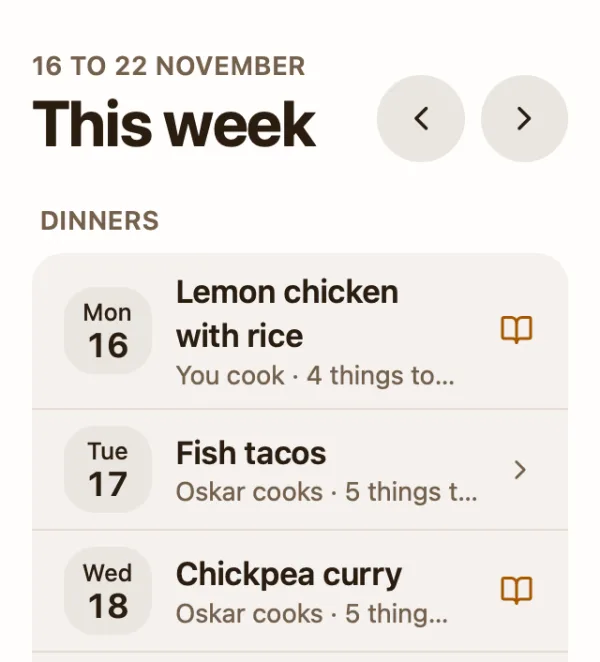 16 TO 22 NOVEMBER
This week
DINNERS
Mon
16
Lemon chicken
with rice
You cook · 4 things to...
Tue
17
Fish tacos
Oskar cooks · 5 things t...
Wed
18
Chickpea curry
Oskar cooks · 5 thing...